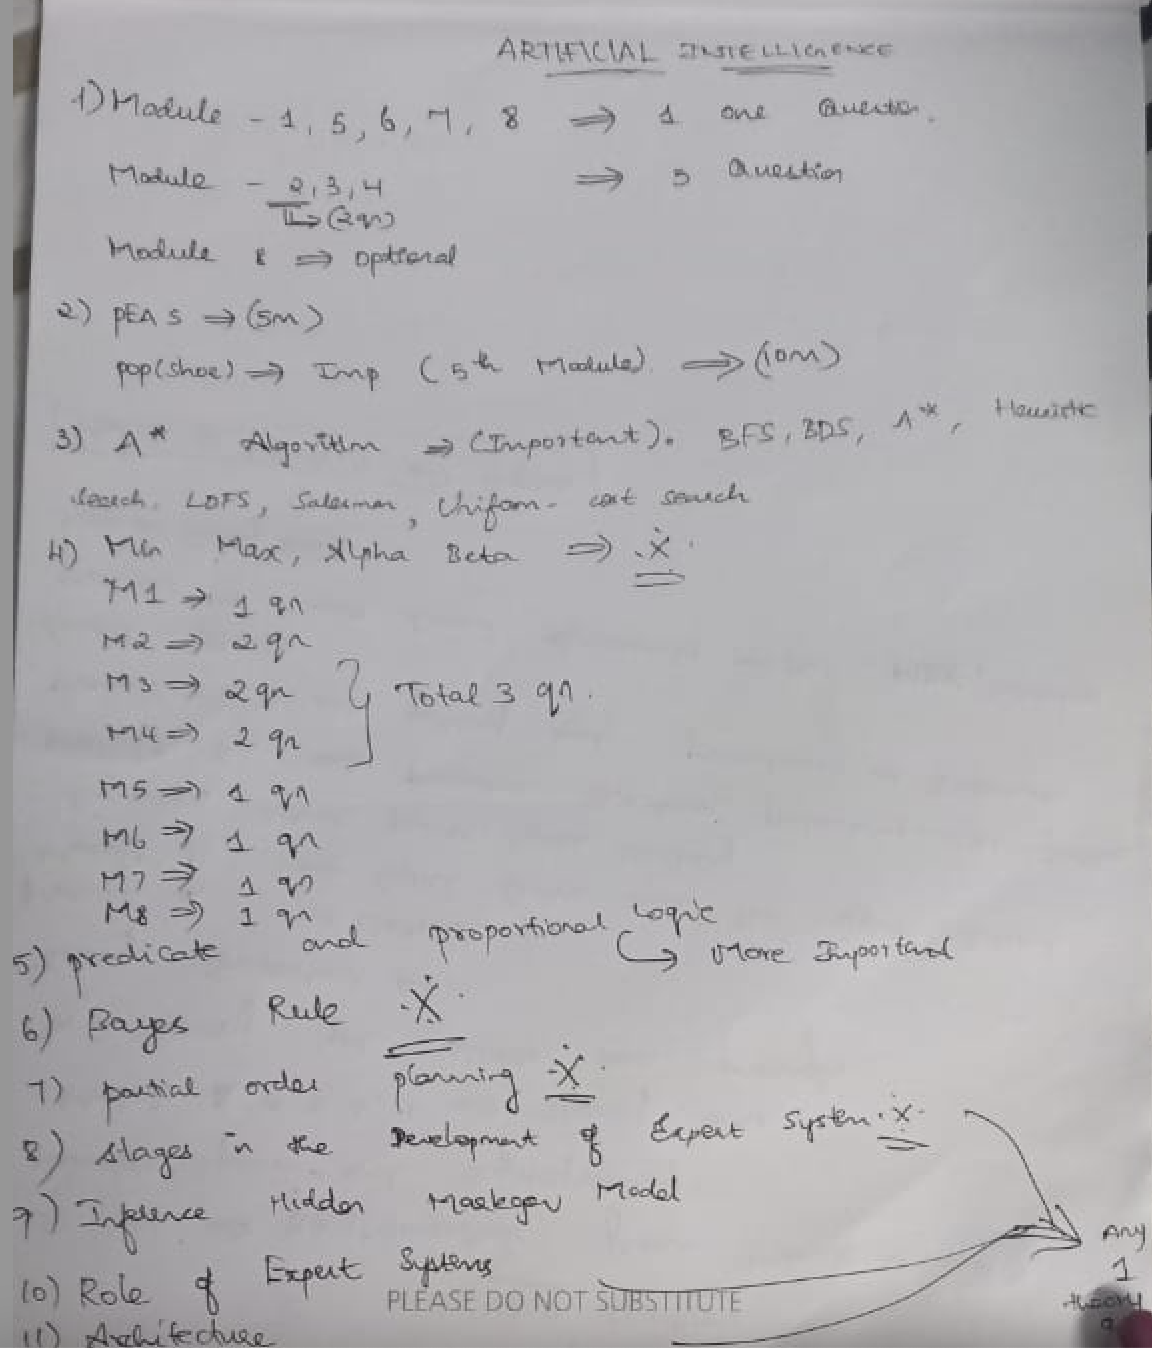 ARTIFICIAL INTELLIGENCE
1) Module - 1, 5, 6, 7, 8 ⇒ 1 one Question.
Module - 2, 3, 4 ⇒ 3 Question
↳ (2qn)
Module 8 ⇒ optional
2) PEAS ⇒ (5m)
pop(shoe) ⇒ Imp (5th Module) ⇒ (10m)
3) A* Algorithm ⇒ (Important). BFS, BDS, A*, Heuristic
search, LDFS, Salesman, Uniform-cost search
4) Min Max, Alpha Beta ⇒ .X.
M1 → 1 qn
M2 ⇒ 2 qn
M3 ⇒ 2 qn } Total 3 qn.
M4 ⇒ 2 qn
M5 ⇒ 1 qn
M6 ⇒ 1 qn
M7 ⇒ 1 qn
M8 ⇒ 1 qn
5) predicate and proportional Logic
↳ More Important
6) Bayes Rule .X.
7) partial order planning .X.
8) stages in the Development of Expert System .X.
9) Inference Hidden Markov Model
10) Role of Expert Systems
Any
1
theory
q
PLEASE DO NOT SUBSTITUTE
11) Architecture